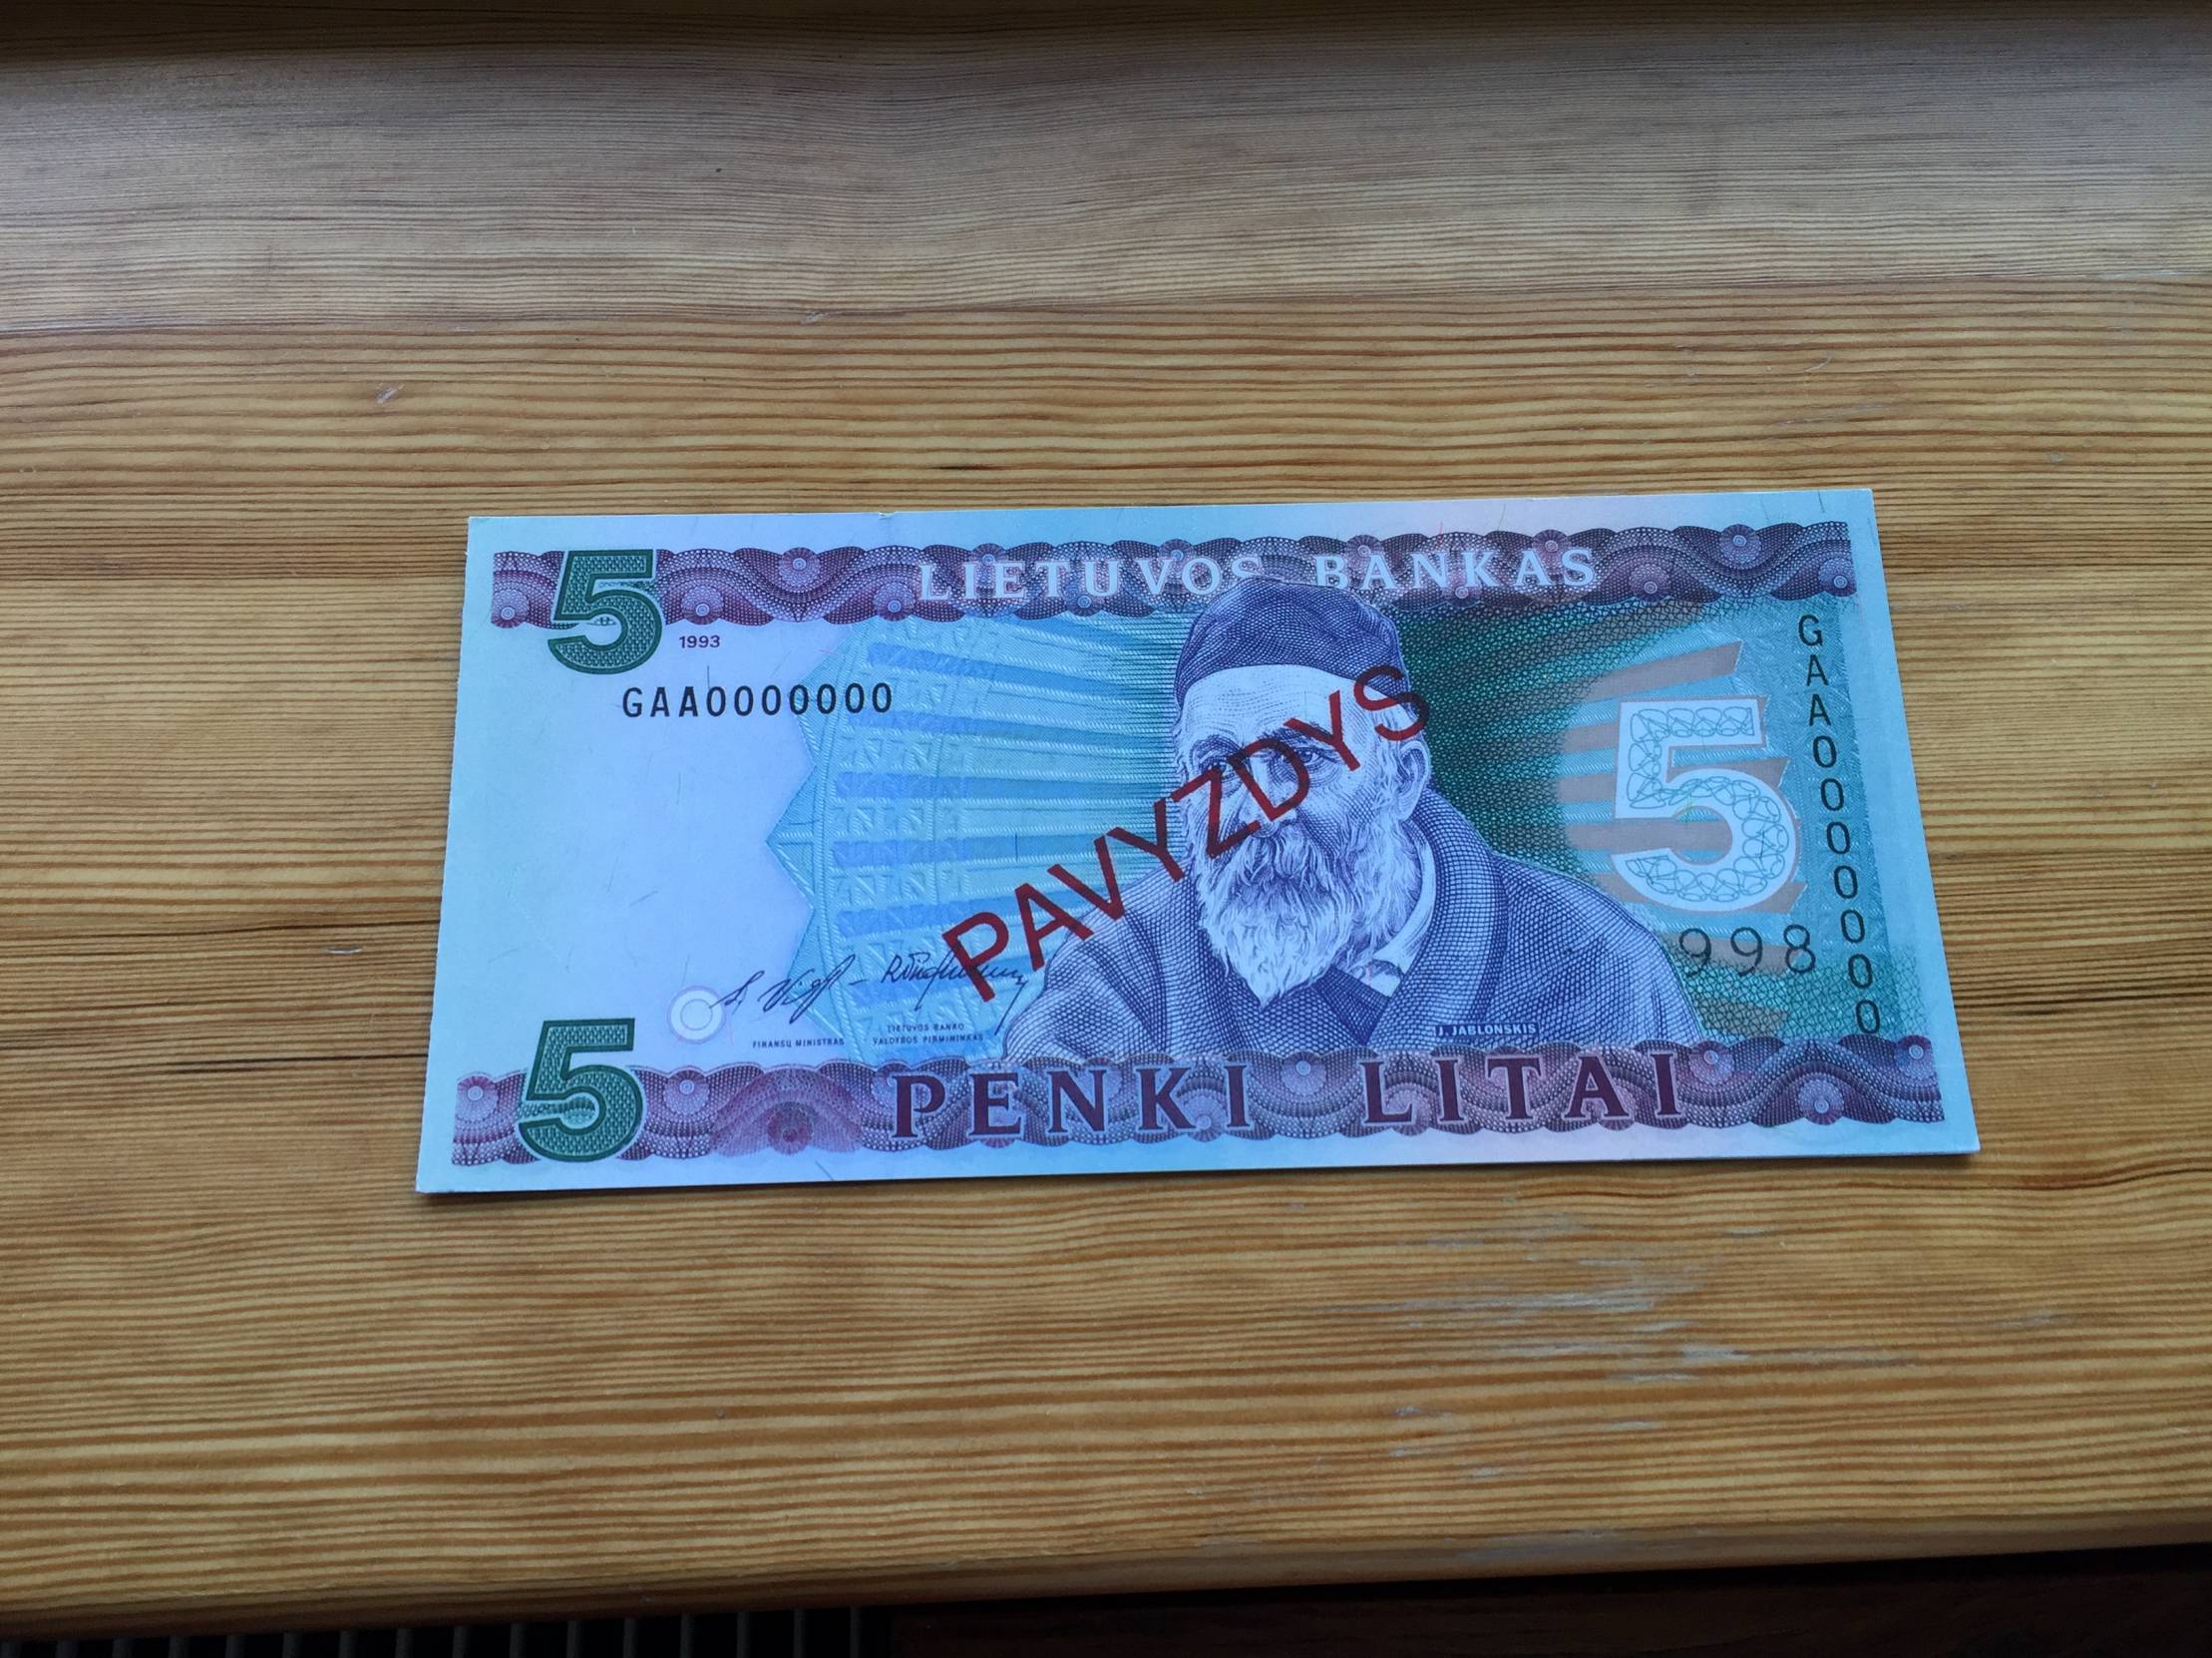 5
LIETUVOS BANKAS
1993
GAA0000000
GAA0000000
5
PAVYZDYS
998
FINANSŲ MINISTRAS
LIETUVOS BANKO
VALDYBOS PIRMININKAS
J. JABLONSKIS
5
PENKI LITAI